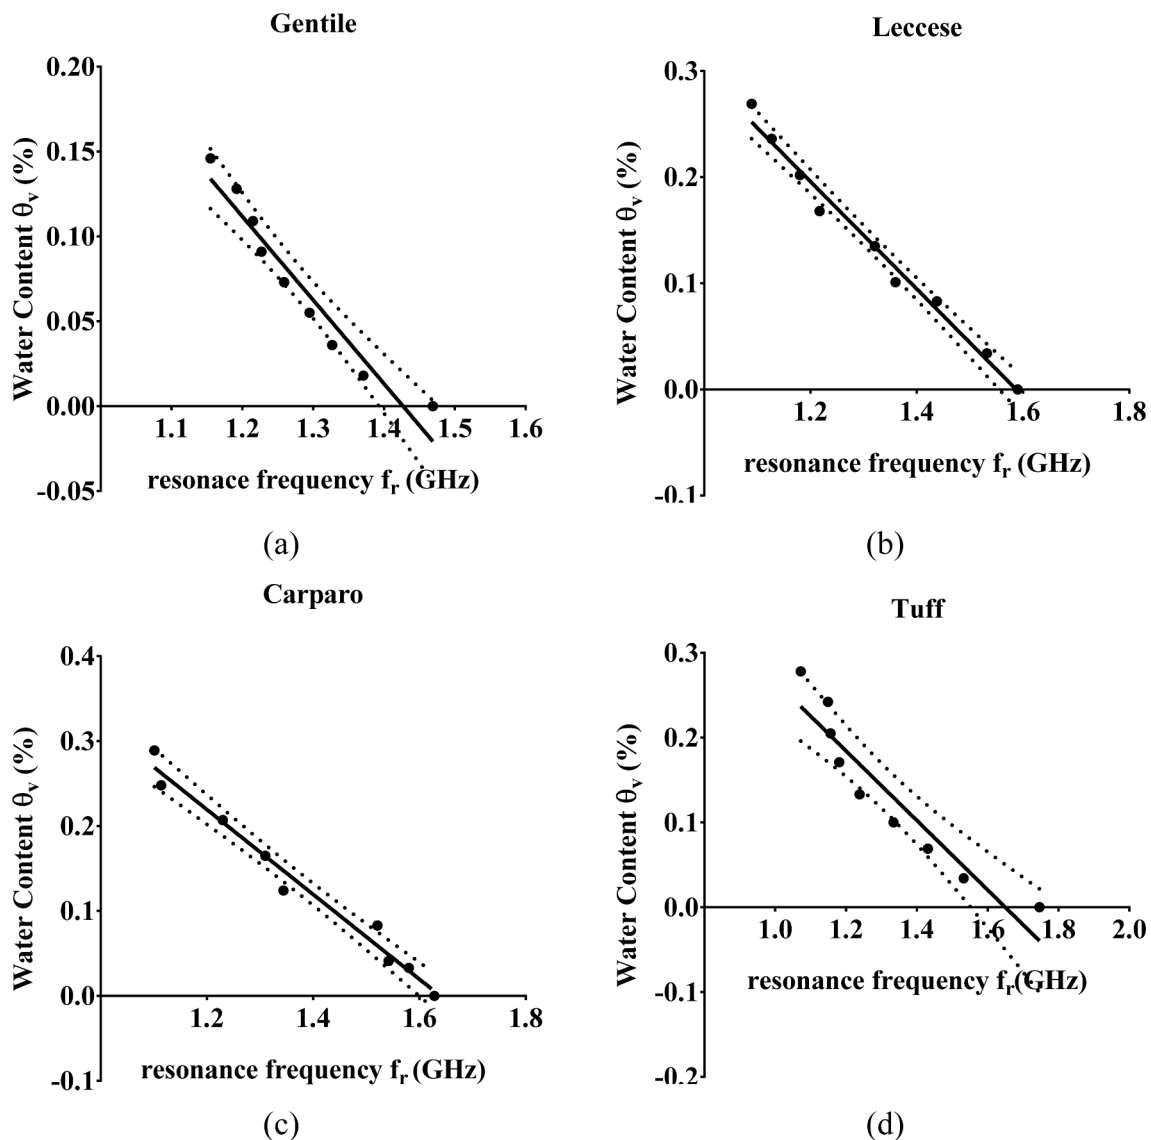 Gentile
0.20
0.15
0.10
0.05
0.00
-0.05
1.1 1.2 1.3 1.4 1.5 1.6
Water Content θv (%)
resonace frequency fr (GHz)
(a)
Leccese
0.3
0.2
0.1
0.0
-0.1
1.2 1.4 1.6 1.8
Water Content θv (%)
resonance frequency fr (GHz)
(b)
Carparo
0.4
0.3
0.2
0.1
0.0
-0.1
1.2 1.4 1.6 1.8
Water Content θv (%)
resonance frequency fr (GHz)
(c)
Tuff
0.3
0.2
0.1
0.0
-0.1
-0.2
1.0 1.2 1.4 1.6 1.8 2.0
Water Content θv (%)
resonance frequency fr(GHz)
(d)